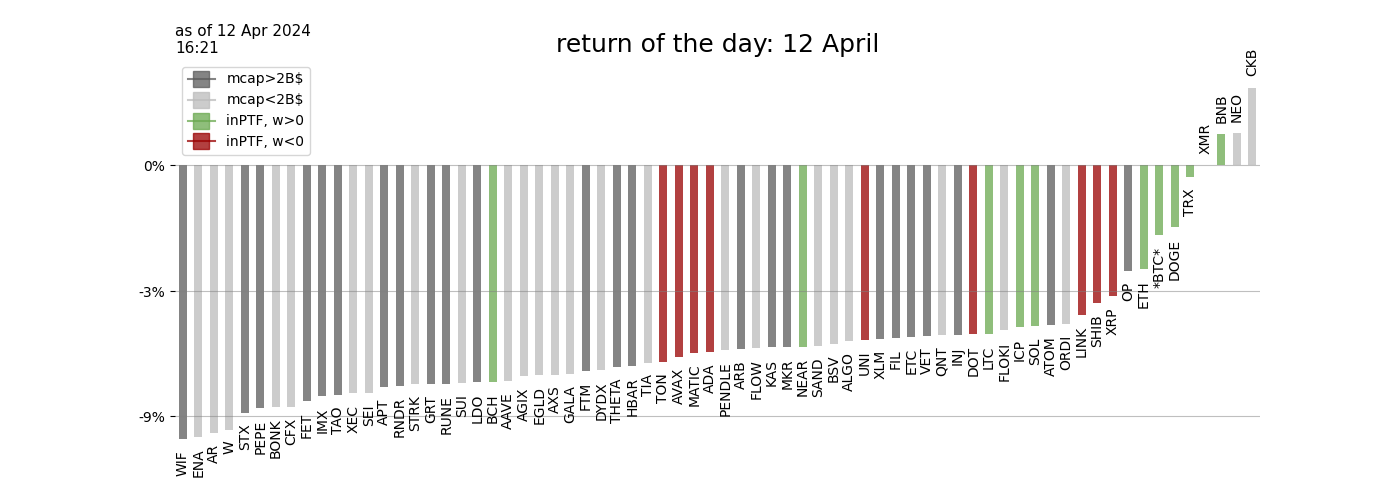 as of 12 Apr 2024
16:21
return of the day: 12 April
mcap>2B$
mcap<2B$
inPTF, w>0
inPTF, w<0
0%
-3%
-9%
WIF
ENA
AR
W
STX
PEPE
BONK
CFX
FET
IMX
TAO
XEC
SEI
APT
RNDR
STRK
GRT
RUNE
SUI
LDO
BCH
AAVE
AGIX
EGLD
AXS
GALA
FTM
DYDX
THETA
HBAR
TIA
TON
AVAX
MATIC
ADA
PENDLE
ARB
FLOW
KAS
MKR
NEAR
SAND
BSV
ALGO
UNI
XLM
FIL
ETC
VET
QNT
INJ
DOT
LTC
FLOKI
ICP
SOL
ATOM
ORDI
LINK
SHIB
XRP
OP
ETH
*BTC*
DOGE
TRX
XMR
BNB
NEO
CKB